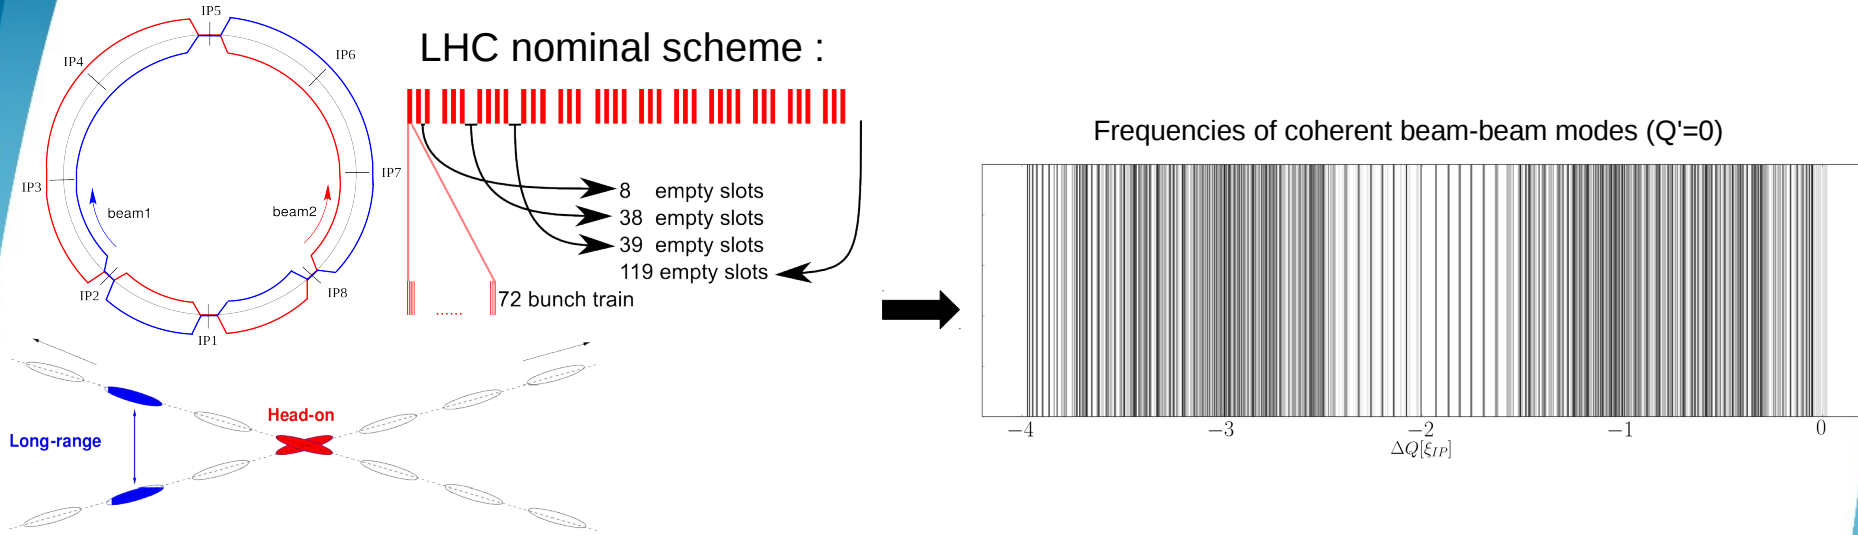 IP5
IP4
IP6
IP3
IP7
beam1
beam2
IP2
IP8
IP1
LHC nominal scheme :
8 empty slots
38 empty slots
39 empty slots
119 empty slots
72 bunch train
......
Head-on
Long-range
Frequencies of coherent beam-beam modes (Q'=0)
−4 −3 −2 −1 0
ΔQ[ξ_IP]